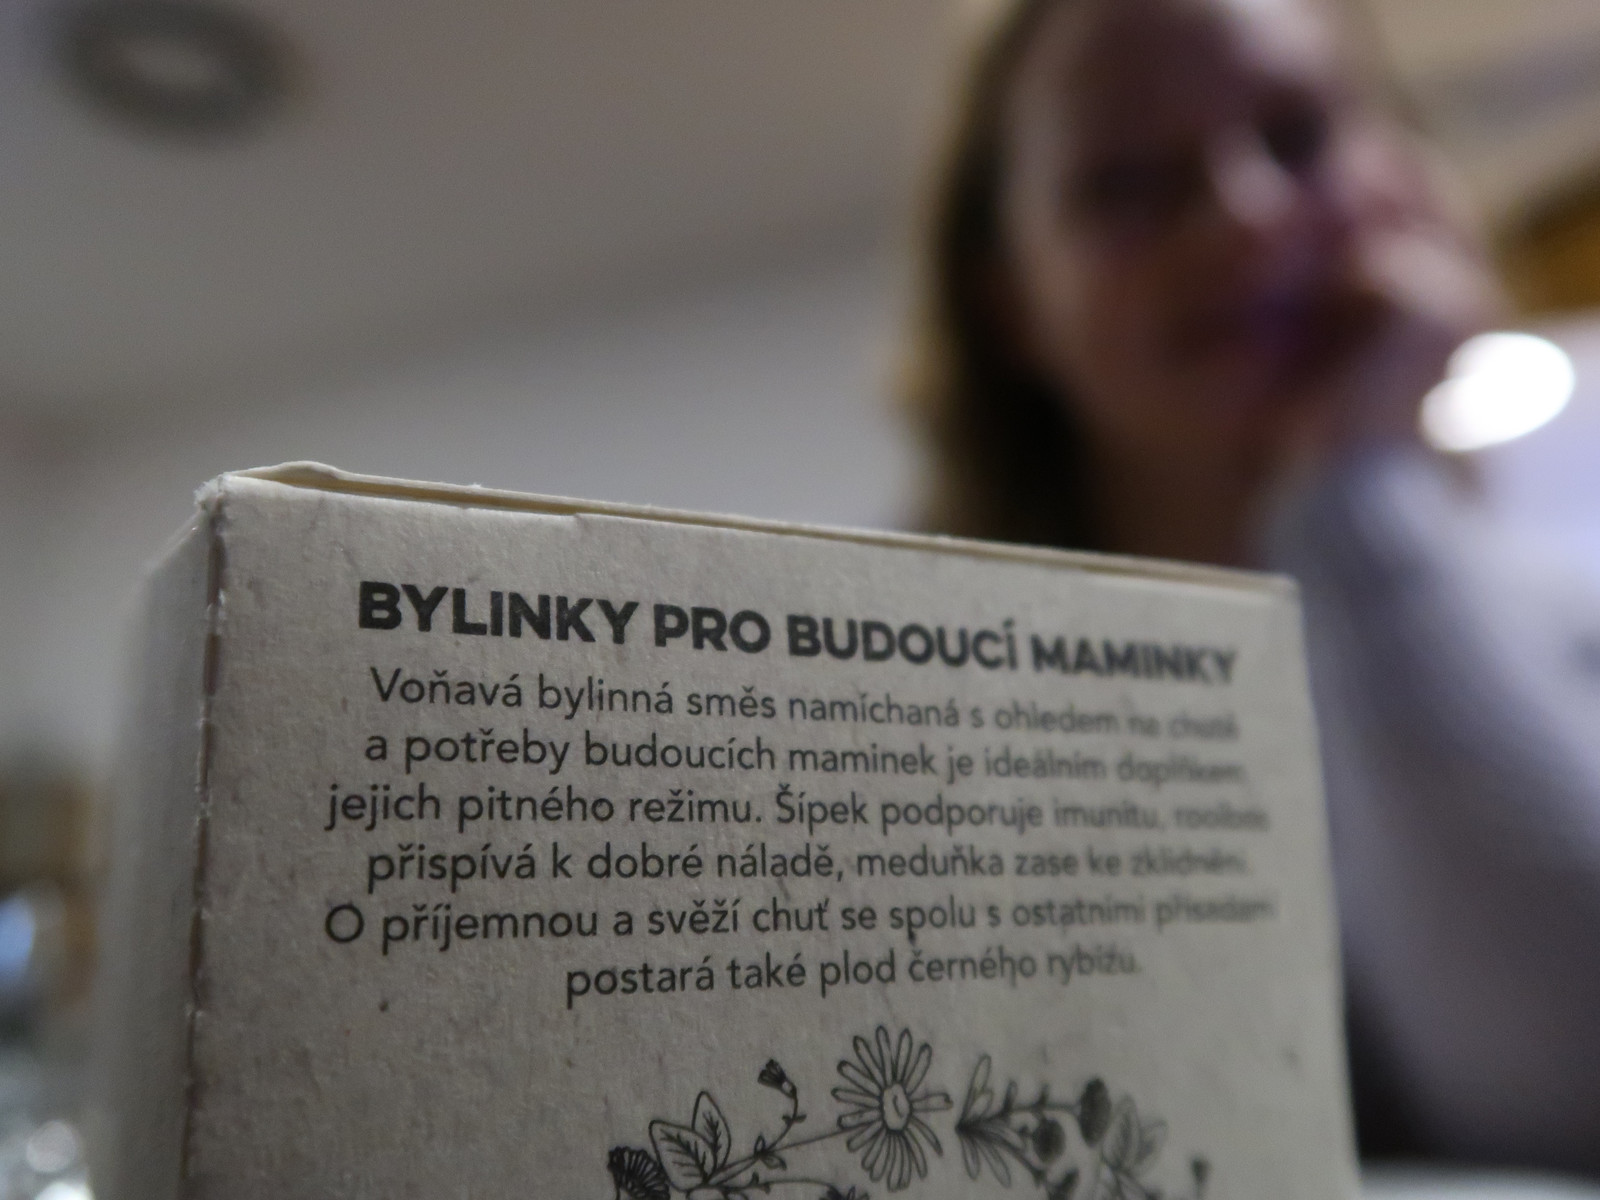 BYLINKY PRO BUDOUCÍ MAMINKY
Voňavá bylinná směs namíchaná s ohledem na chutě
a potřeby budoucích maminek je ideálním doplňkem
jejich pitného režimu. Šípek podporuje imunitu, rooibos
přispívá k dobré náladě, meduňka zase ke zklidnění.
O příjemnou a svěží chuť se spolu s ostatními přísadami
postará také plod černého rybízu.